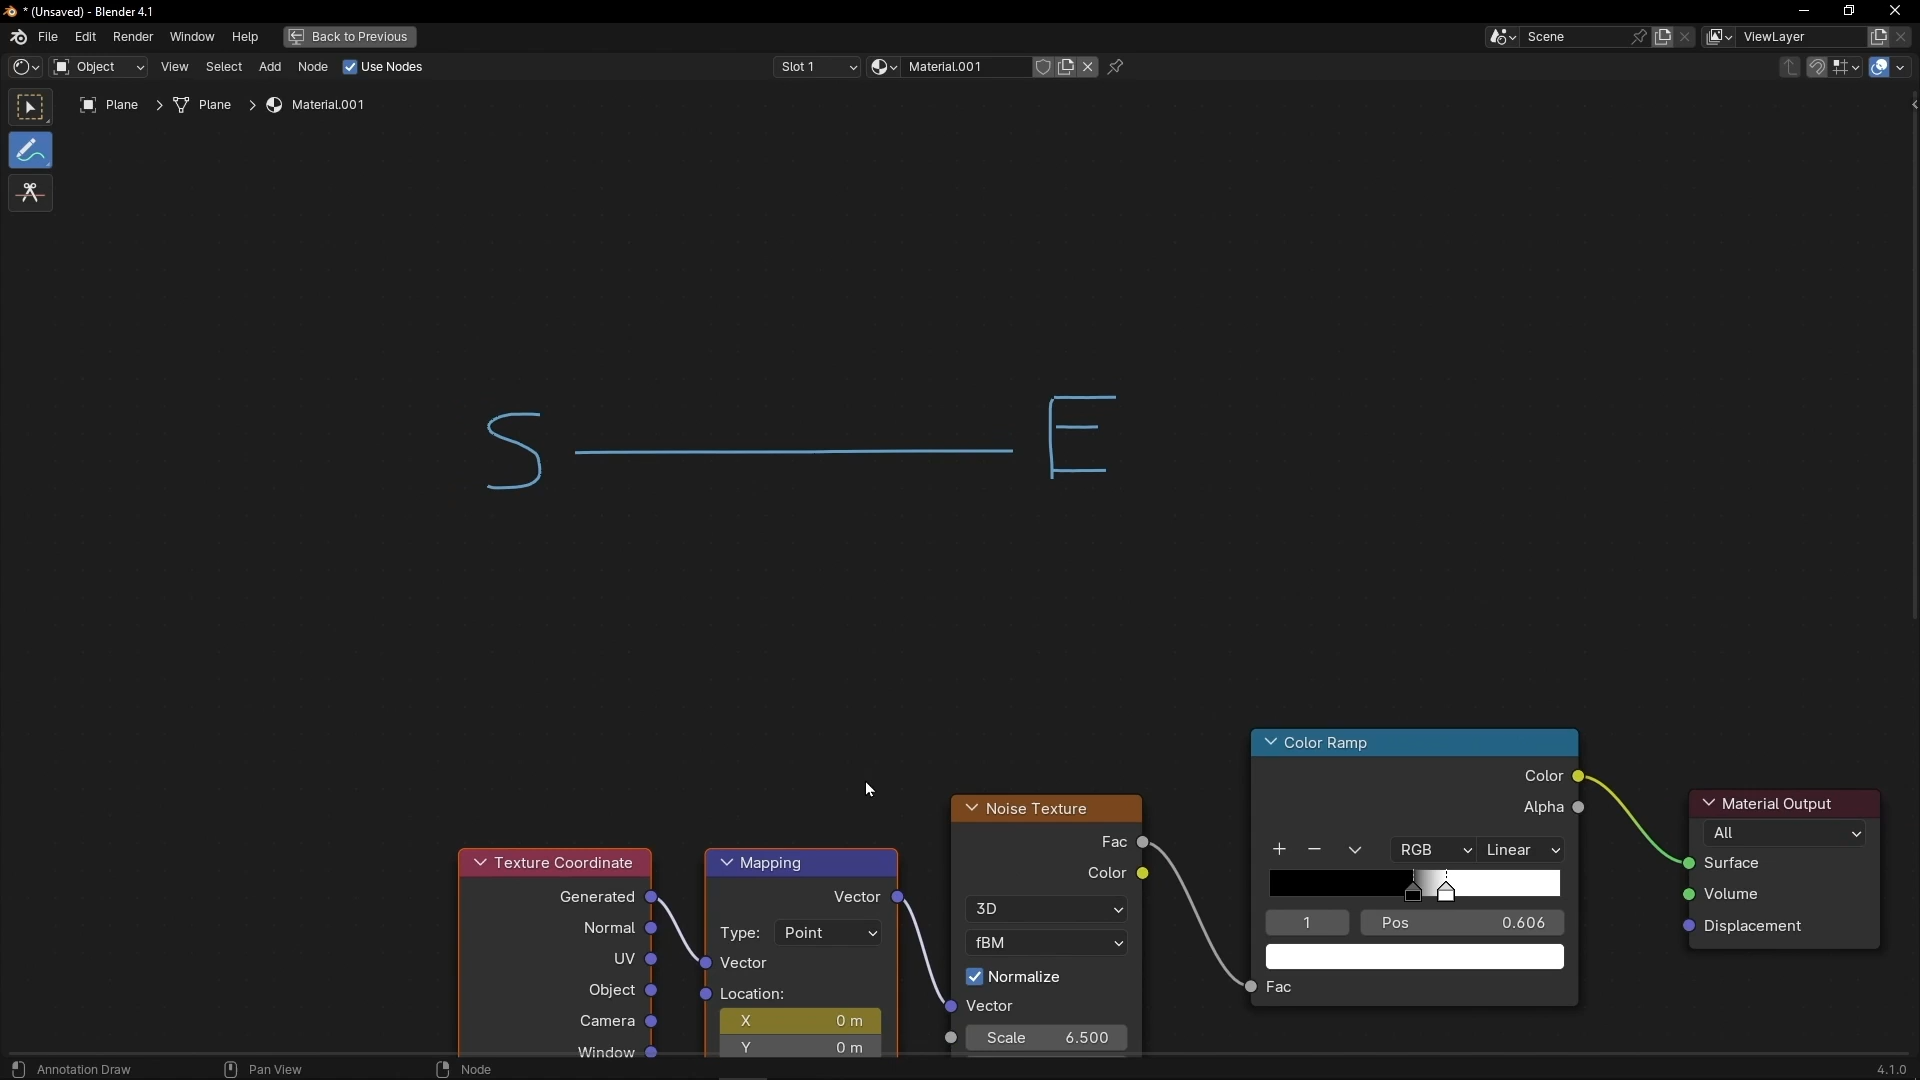 * (Unsaved) - Blender 4.1
File Edit Render Window Help Back to Previous Scene ViewLayer
Object View Select Add Node Use Nodes Slot 1 Material.001
Plane > Plane > Material.001
S E
Color Ramp
Color
Alpha
RGB Linear
1 Pos 0.606
Fac
Material Output
All
Surface
Volume
Displacement
Noise Texture
Fac
Color
3D
fBM
Normalize
Vector
Scale 6.500
Texture Coordinate
Generated
Normal
UV
Object
Camera
Window
Mapping
Vector
Type: Point
Vector
Location:
X 0 m
Y 0 m
Annotation Draw Pan View Node 4.1.0